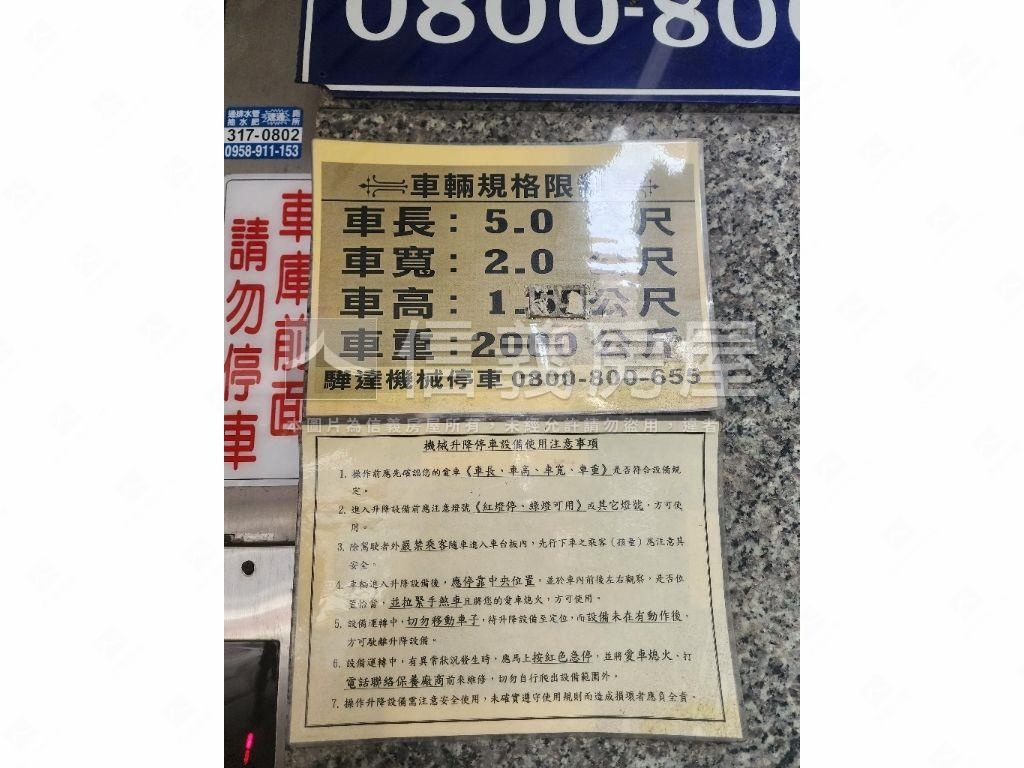 0800-800
通排水管
抽水肥
速通
廁所
317-0802
0958-911-153
車庫前面
請勿停車
車輛規格限
車長：5.0 尺
車寬：2.0 尺
車高：1.50公尺
車重：2000公斤
驊達機械停車 0800-800-655
信義房屋
本圖片為信義房屋所有，未經允許請勿盜用，違者必究
機械升降停車設備使用注意事項
1. 操作前應先確認您的愛車《車長、車高、車寬、車重》是否符合設備規
定。
2. 進入升降設備前應注意燈號《紅燈停、綠燈可用》或其它燈號，方可使
用。
3. 除駕駛者外嚴禁乘客隨車進入車台板內，先行下車之乘客（孩童）應注意其
安全。
4. 車輛進入升降設備後，應停靠中央位置。並於車內前後左右觀察，是否位
置恰當，並拉緊手煞車且將您的愛車熄火，方可使用。
5. 設備運轉中，切勿移動車子，待升降設備至定位，而設備未在有動作後，
方可駛離升降設備。
6. 設備運轉中，有異常狀況發生時，應馬上按紅色急停，並將愛車熄火、打
電話聯絡保養廠商前來維修，切勿自行爬出設備範圍外。
7. 操作升降設備需注意安全使用，未確實遵守使用規則而造成損壞者應負全責。